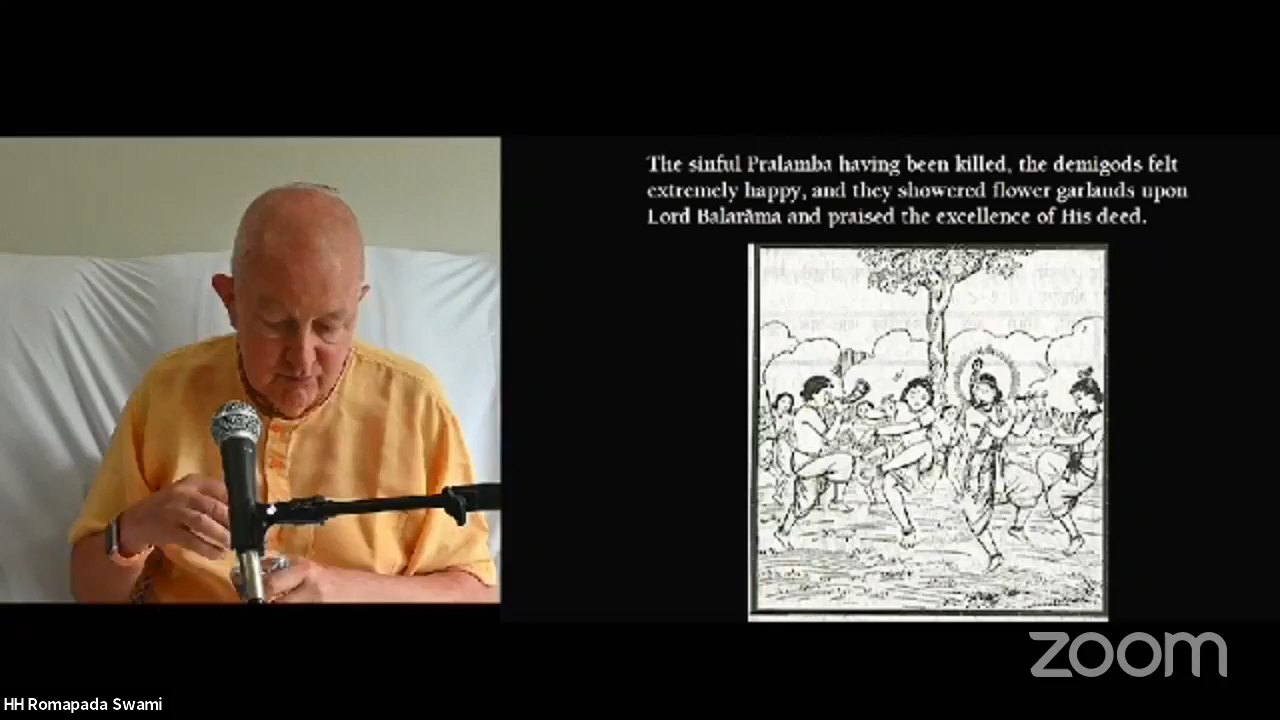 The sinful Pralamba having been killed, the demigods felt
extremely happy, and they showered flower garlands upon
Lord Balarāma and praised the excellence of His deed.
zoom
HH Romapada Swami